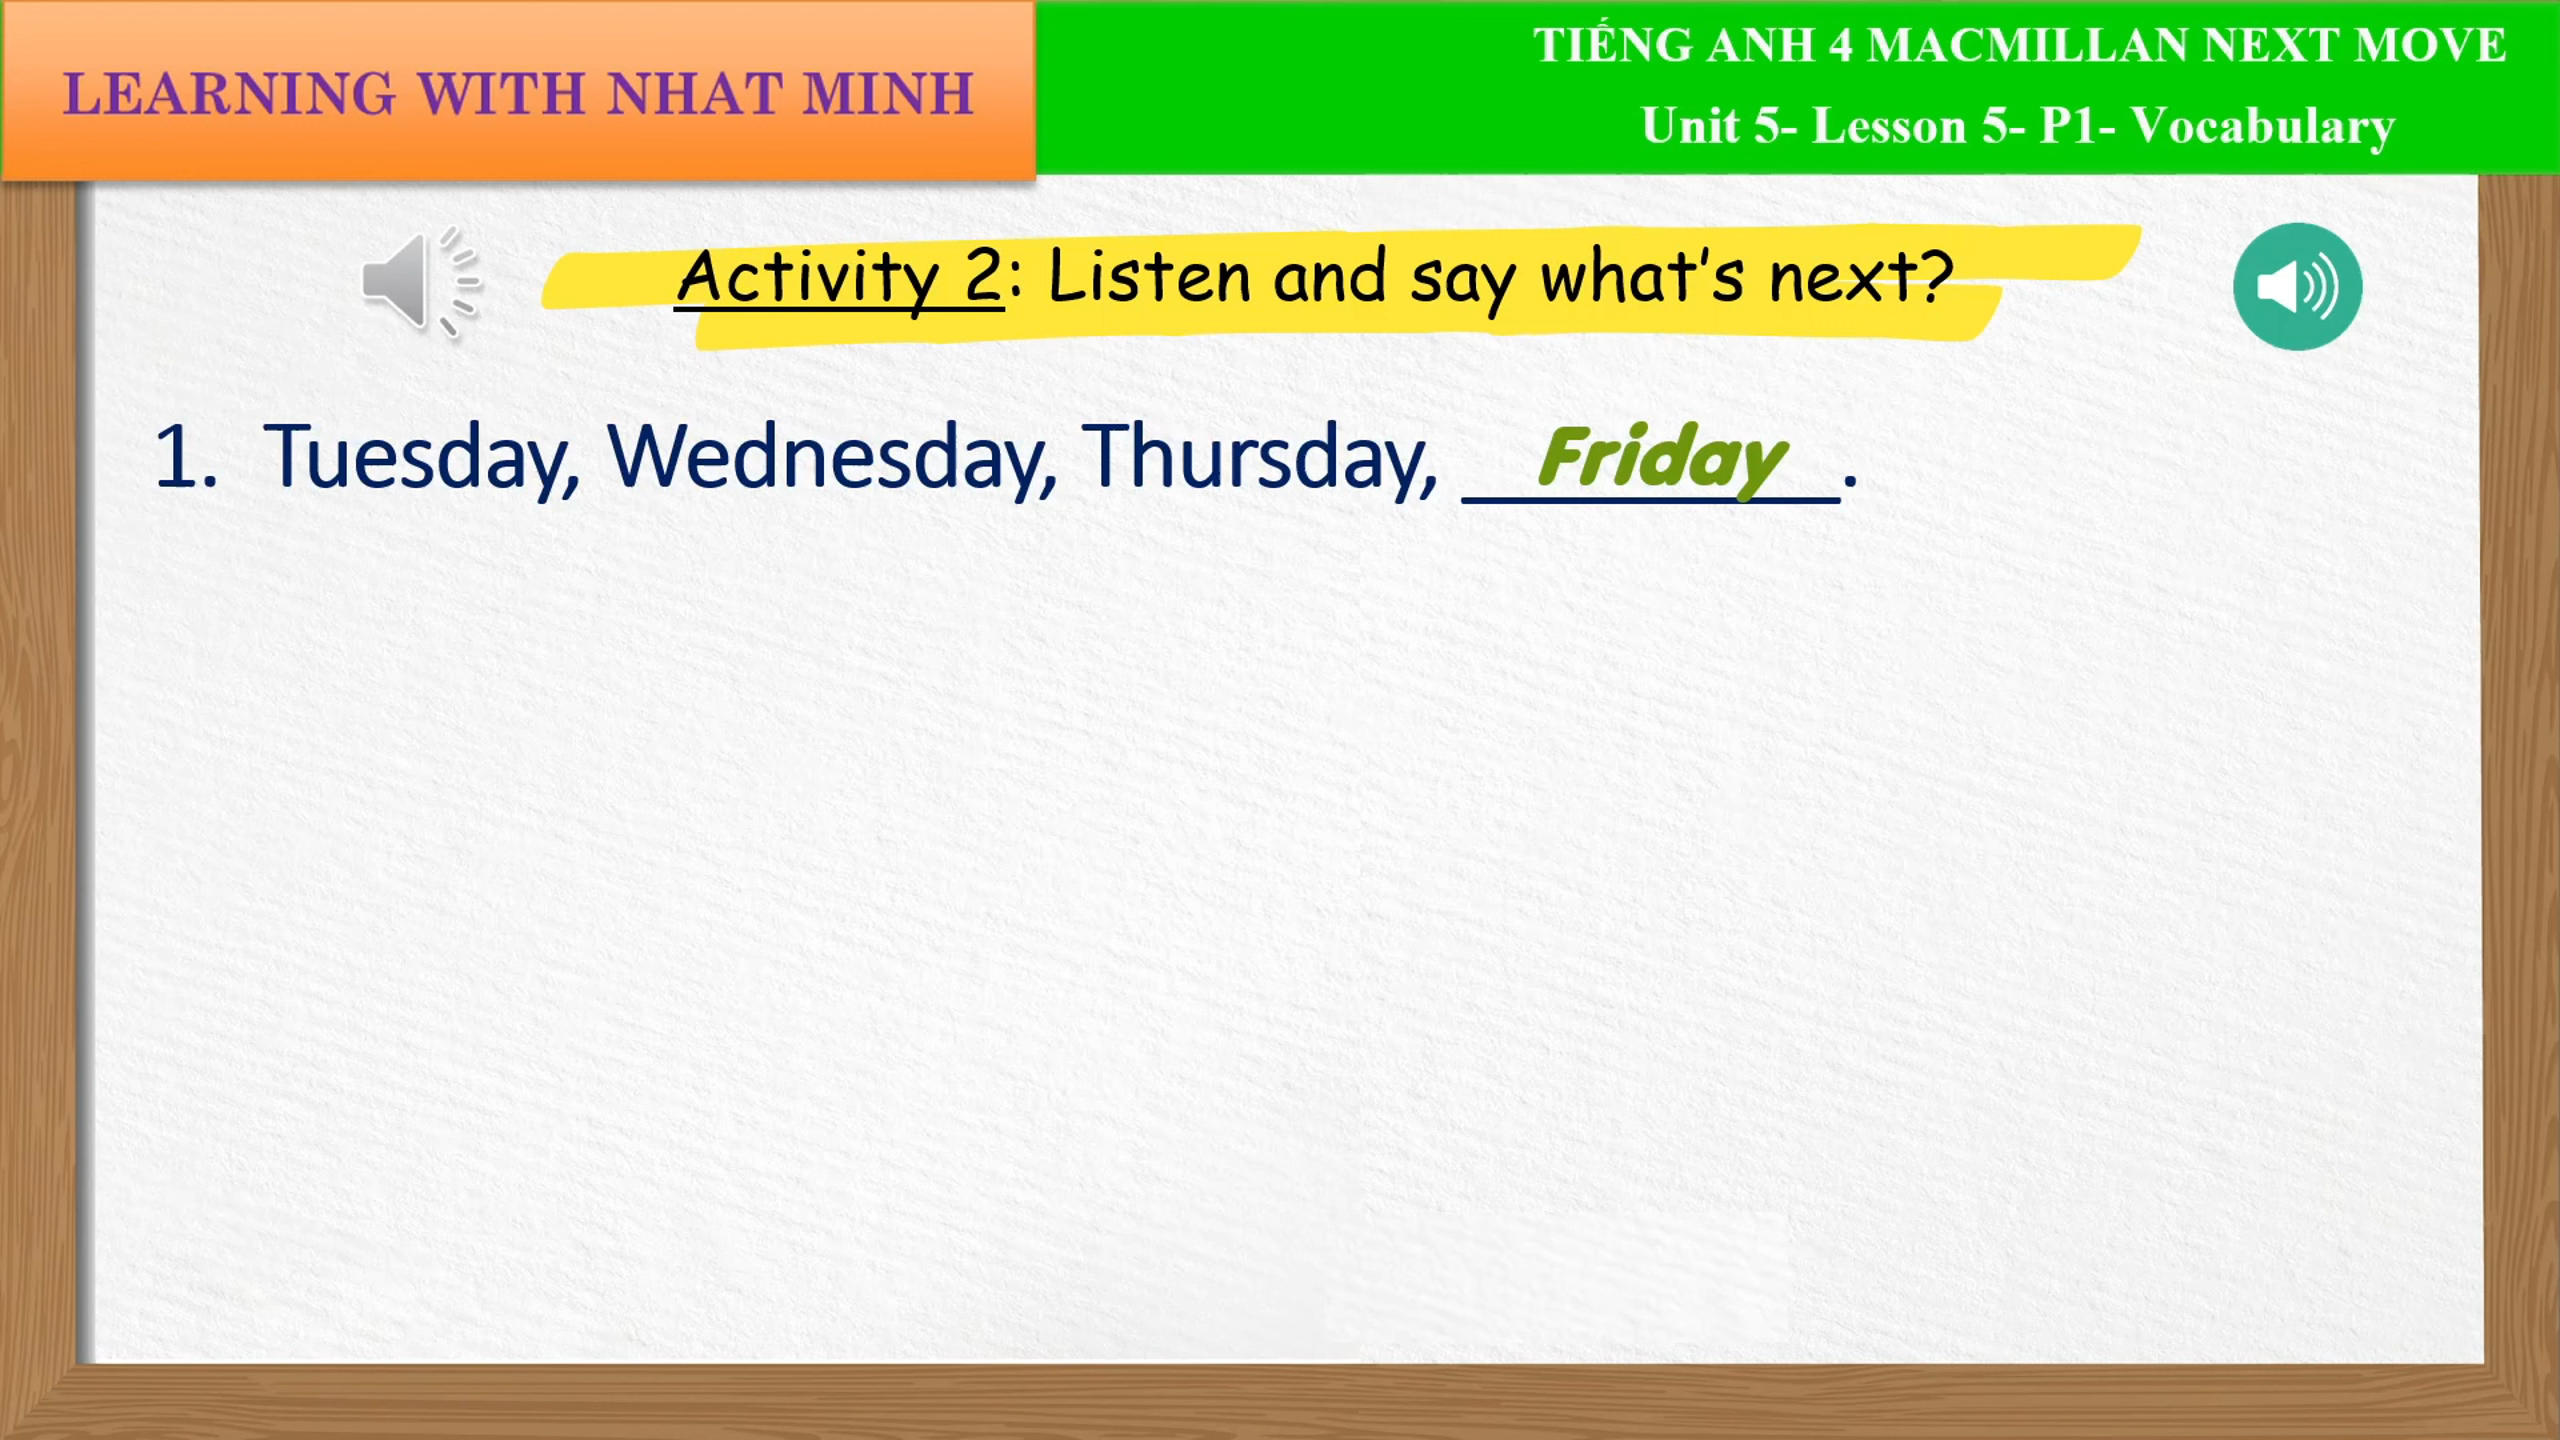 LEARNING WITH NHAT MINH
TIẾNG ANH 4 MACMILLAN NEXT MOVE
Unit 5- Lesson 5- P1- Vocabulary
Activity 2: Listen and say what's next?
1. Tuesday, Wednesday, Thursday, Friday.